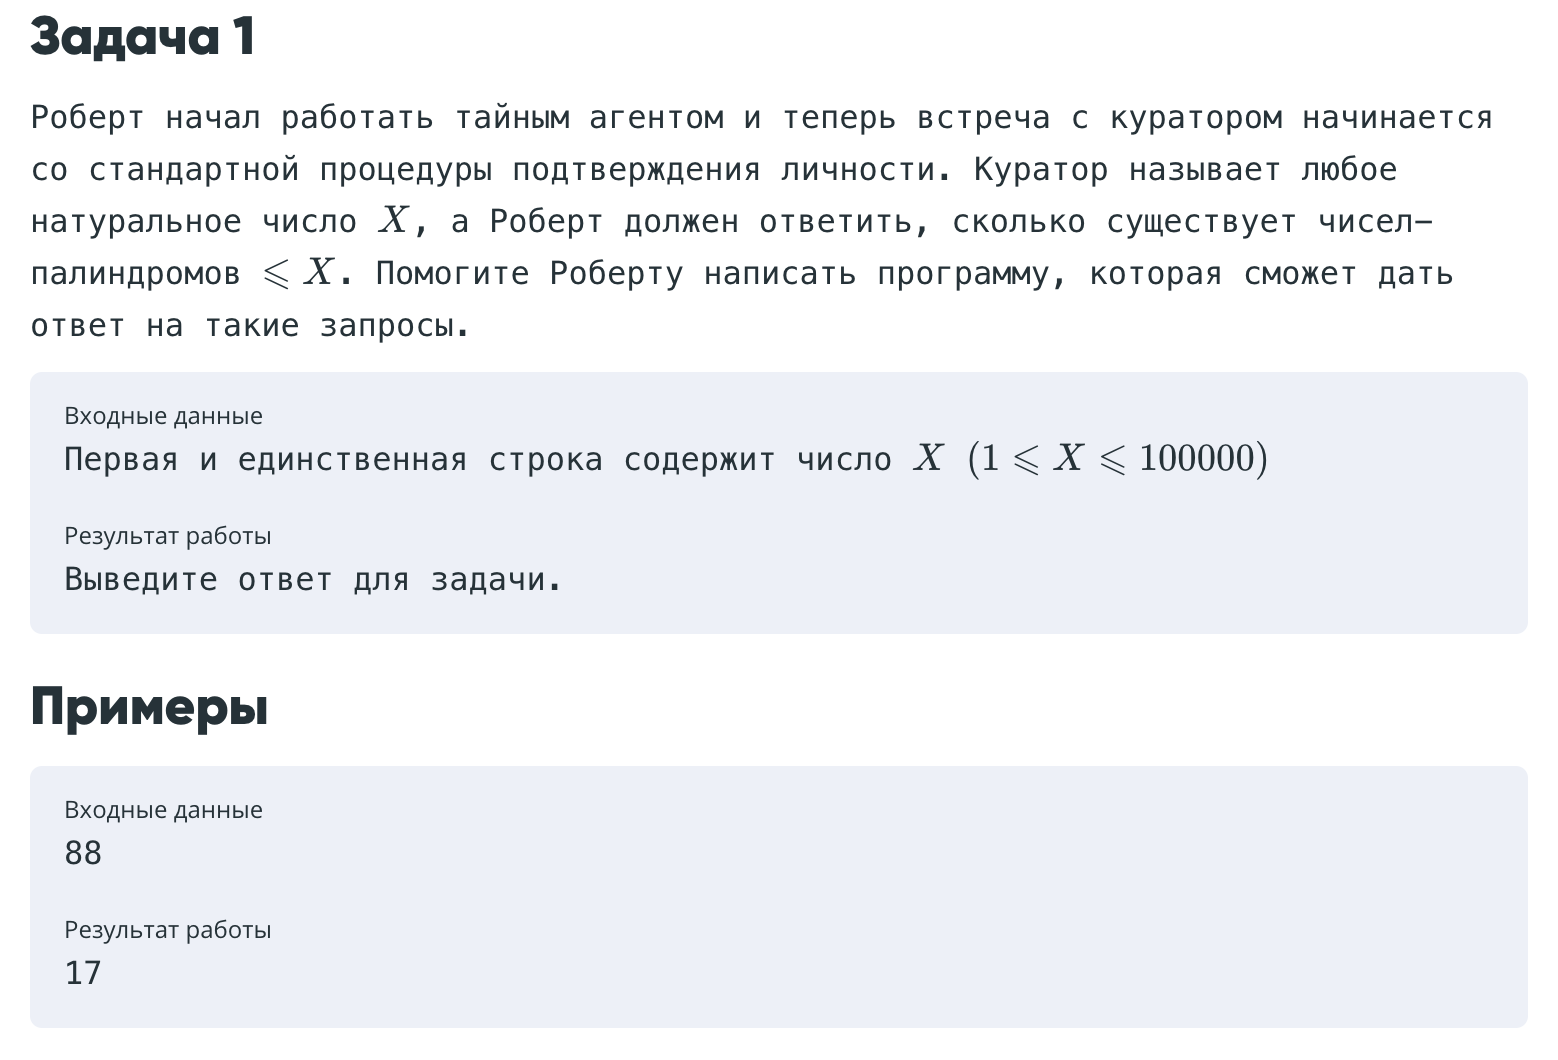 Задача 1
Роберт начал работать тайным агентом и теперь встреча с куратором начинается
со стандартной процедуры подтверждения личности. Куратор называет любое
натуральное число X, а Роберт должен ответить, сколько существует чисел-
палиндромов ⩽ X. Помогите Роберту написать программу, которая сможет дать
ответ на такие запросы.
Входные данные
Первая и единственная строка содержит число X (1 ⩽ X ⩽ 100000)
Результат работы
Выведите ответ для задачи.
Примеры
Входные данные
88
Результат работы
17